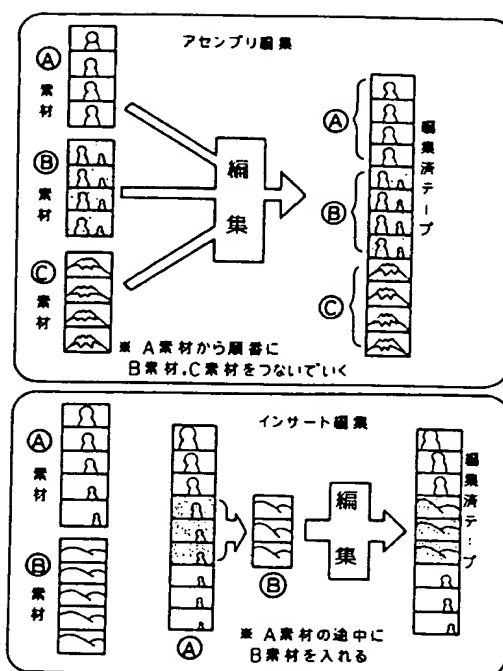 アセンブリ編集
Ⓐ
素材
Ⓑ
素材
Ⓒ
素材
編集
Ⓐ
Ⓑ
Ⓒ
編集済テープ
※ A素材から順番に
B素材.C素材をつないでいく
インサート編集
Ⓐ
素材
Ⓑ
素材
Ⓐ
Ⓑ
編集
編集済テープ
※ A素材の途中に
B素材を入れる